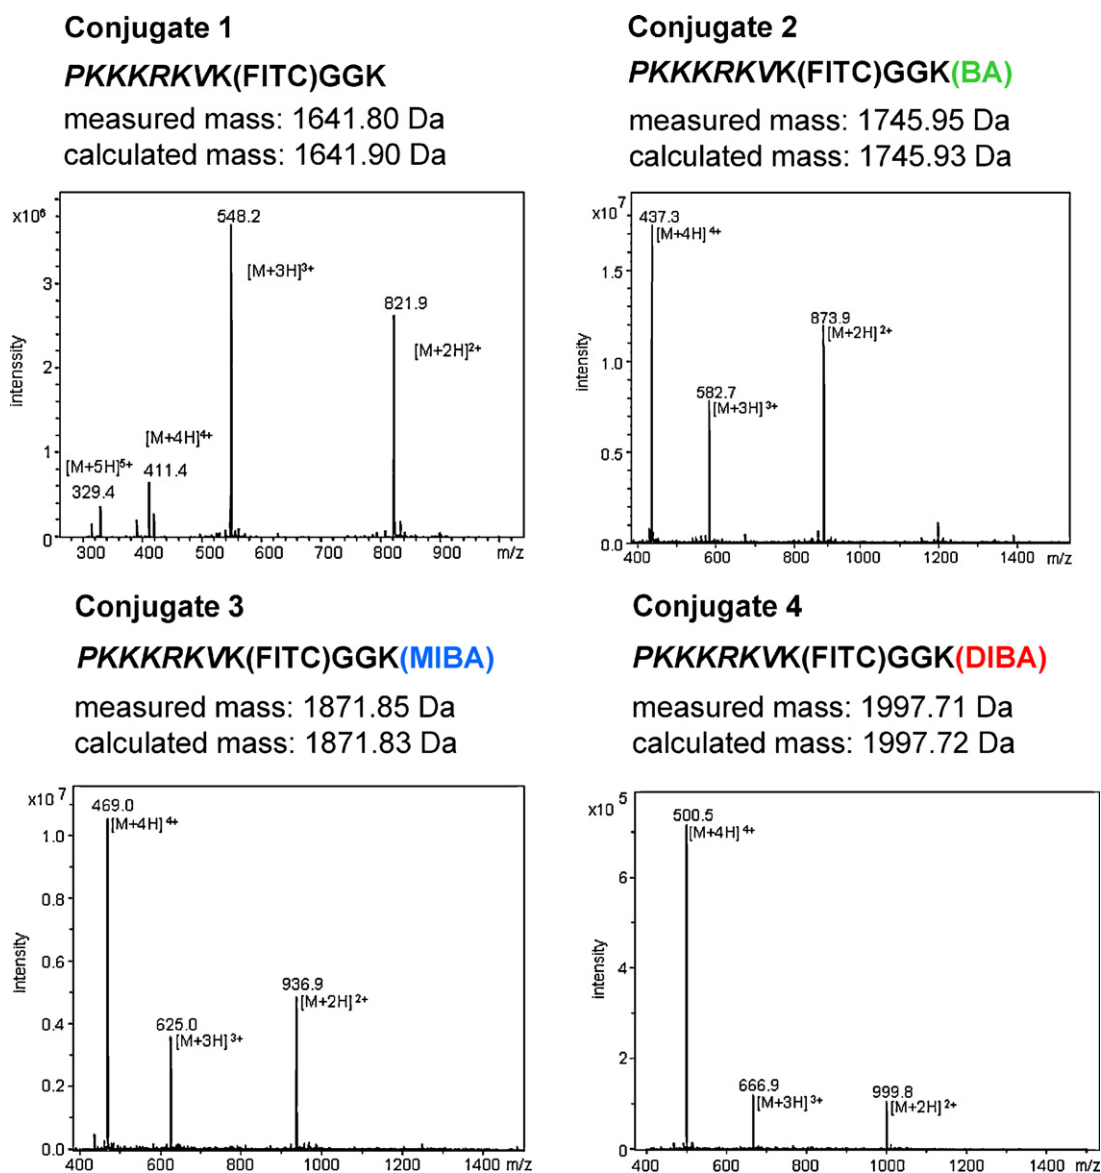 Conjugate 1
PKKKRKVK(FITC)GGK
measured mass: 1641.80 Da
calculated mass: 1641.90 Da
x10⁶
intenssity
3
2
1
0
548.2
[M+3H]³⁺
821.9
[M+2H]²⁺
[M+4H]⁴⁺
411.4
[M+5H]⁵⁺
329.4
300 400 500 600 700 800 900 m/z
Conjugate 2
PKKKRKVK(FITC)GGK(BA)
measured mass: 1745.95 Da
calculated mass: 1745.93 Da
x10⁷
intensity
1.5
1.0
0.5
0.0
437.3
[M+4H]⁴⁺
873.9
[M+2H]²⁺
582.7
[M+3H]³⁺
400 600 800 1000 1200 1400 m/z
Conjugate 3
PKKKRKVK(FITC)GGK(MIBA)
measured mass: 1871.85 Da
calculated mass: 1871.83 Da
x10⁷
intensity
1.0
0.8
0.6
0.4
0.2
0.0
469.0
[M+4H]⁴⁺
936.9
[M+2H]²⁺
625.0
[M+3H]³⁺
400 600 800 1000 1200 1400 m/z
Conjugate 4
PKKKRKVK(FITC)GGK(DIBA)
measured mass: 1997.71 Da
calculated mass: 1997.72 Da
x10⁵
intensity
6
4
2
0
500.5
[M+4H]⁴⁺
666.9
[M+3H]³⁺
999.8
[M+2H]²⁺
400 600 800 1000 1200 1400 m/z